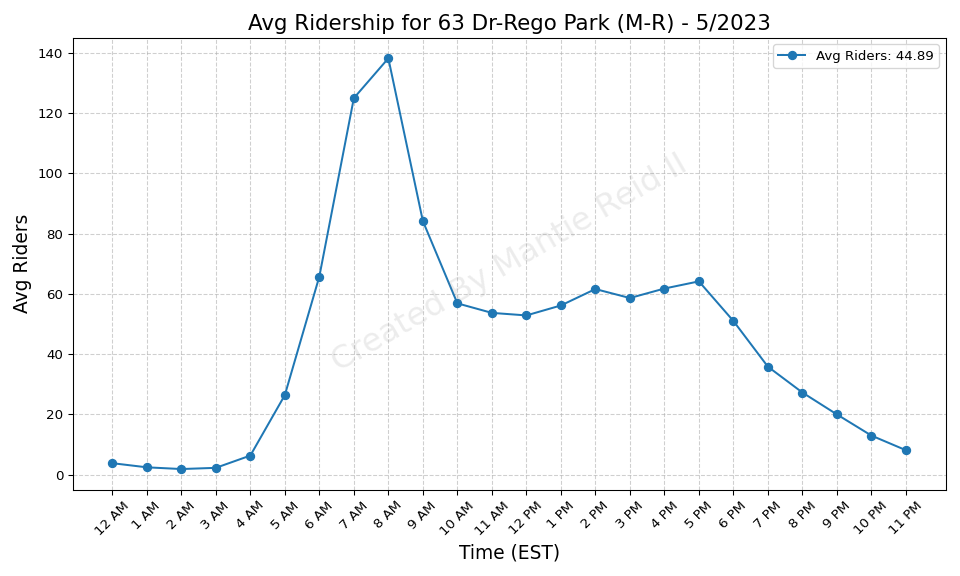 Avg Ridership for 63 Dr-Rego Park (M-R) - 5/2023
Avg Riders: 44.89
140
120
100
80
60
40
20
0
Avg Riders
Created By Mantie Reid II
12 AM
1 AM
2 AM
3 AM
4 AM
5 AM
6 AM
7 AM
8 AM
9 AM
10 AM
11 AM
12 PM
1 PM
2 PM
3 PM
4 PM
5 PM
6 PM
7 PM
8 PM
9 PM
10 PM
11 PM
Time (EST)